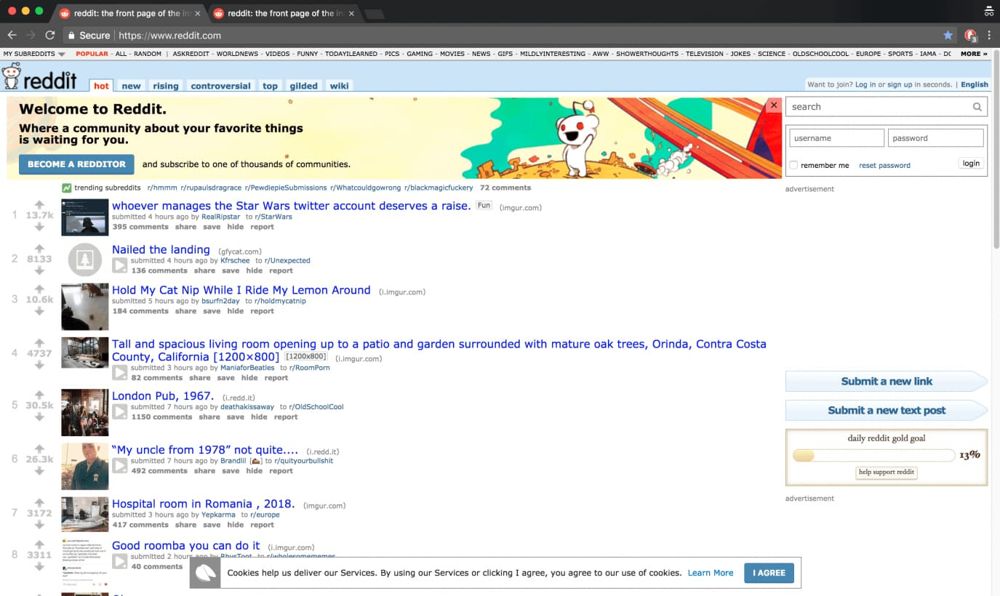 reddit: the front page of the in
reddit: the front page of the in
Secure
https://www.reddit.com
3
MY SUBREDDITS
POPULAR - ALL - RANDOM | ASKREDDIT - WORLDNEWS - VIDEOS - FUNNY - TODAYILEARNED - PICS - GAMING - MOVIES - NEWS - GIFS - MILDLYINTERESTING - AWW - SHOWERTHOUGHTS - TELEVISION - JOKES - SCIENCE - OLDSCHOOLCOOL - EUROPE - SPORTS - IAMA - DO
MORE »
reddit
hot new rising controversial top gilded wiki
Want to join? Log in or sign up in seconds. | English
Welcome to Reddit.
Where a community about your favorite things
is waiting for you.
BECOME A REDDITOR and subscribe to one of thousands of communities.
search
username password
remember me reset password login
advertisement
trending subreddits r/hmmm r/rupaulsdragrace r/PewdiepieSubmissions r/Whatcouldgowrong r/blackmagicfuckery 72 comments
1 13.7k
whoever manages the Star Wars twitter account deserves a raise. Fun (imgur.com)
submitted 4 hours ago by RealRipstar to r/StarWars
395 comments share save hide report
2 8133
Nailed the landing (gfycat.com)
submitted 4 hours ago by Kfrschee to r/Unexpected
136 comments share save hide report
3 10.6k
Hold My Cat Nip While I Ride My Lemon Around (i.imgur.com)
submitted 5 hours ago by bsurfn2day to r/holdmycatnip
184 comments share save hide report
4 4737
Tall and spacious living room opening up to a patio and garden surrounded with mature oak trees, Orinda, Contra Costa
County, California [1200×800] [1200x800] (i.imgur.com)
submitted 3 hours ago by ManiaforBeatles to r/RoomPorn
82 comments share save hide report
5 30.5k
London Pub, 1967. (i.redd.it)
submitted 7 hours ago by deathakissaway to r/OldSchoolCool
1150 comments share save hide report
6 26.3k
“My uncle from 1978” not quite.... (i.redd.it)
submitted 7 hours ago by Brandlil to r/quityourbullshit
492 comments share save hide report
7 3172
Hospital room in Romania , 2018. (imgur.com)
submitted 3 hours ago by Yepkarma to r/europe
417 comments share save hide report
8 3311
Good roomba you can do it (i.imgur.com)
submitted 2 hours ago by RhysToot to r/wholesomememes
40 comments
Submit a new link
Submit a new text post
daily reddit gold goal
13%
help support reddit
advertisement
Cookies help us deliver our Services. By using our Services or clicking I agree, you agree to our use of cookies. Learn More
I AGREE